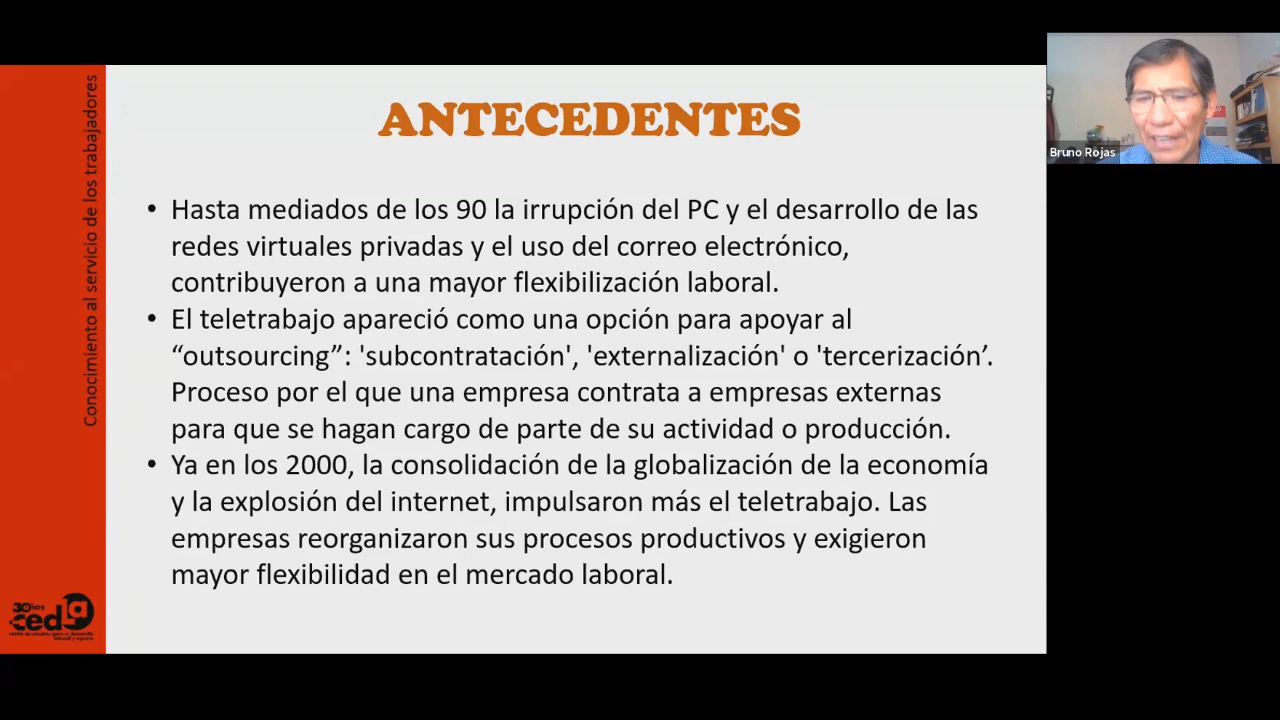 Conocimiento al servicio de los trabajadores
ANTECEDENTES
• Hasta mediados de los 90 la irrupción del PC y el desarrollo de las
redes virtuales privadas y el uso del correo electrónico,
contribuyeron a una mayor flexibilización laboral.
• El teletrabajo apareció como una opción para apoyar al
“outsourcing”: 'subcontratación', 'externalización' o 'tercerización’.
Proceso por el que una empresa contrata a empresas externas
para que se hagan cargo de parte de su actividad o producción.
• Ya en los 2000, la consolidación de la globalización de la economía
y la explosión del internet, impulsaron más el teletrabajo. Las
empresas reorganizaron sus procesos productivos y exigieron
mayor flexibilidad en el mercado laboral.
Bruno Rojas
30años
cedla